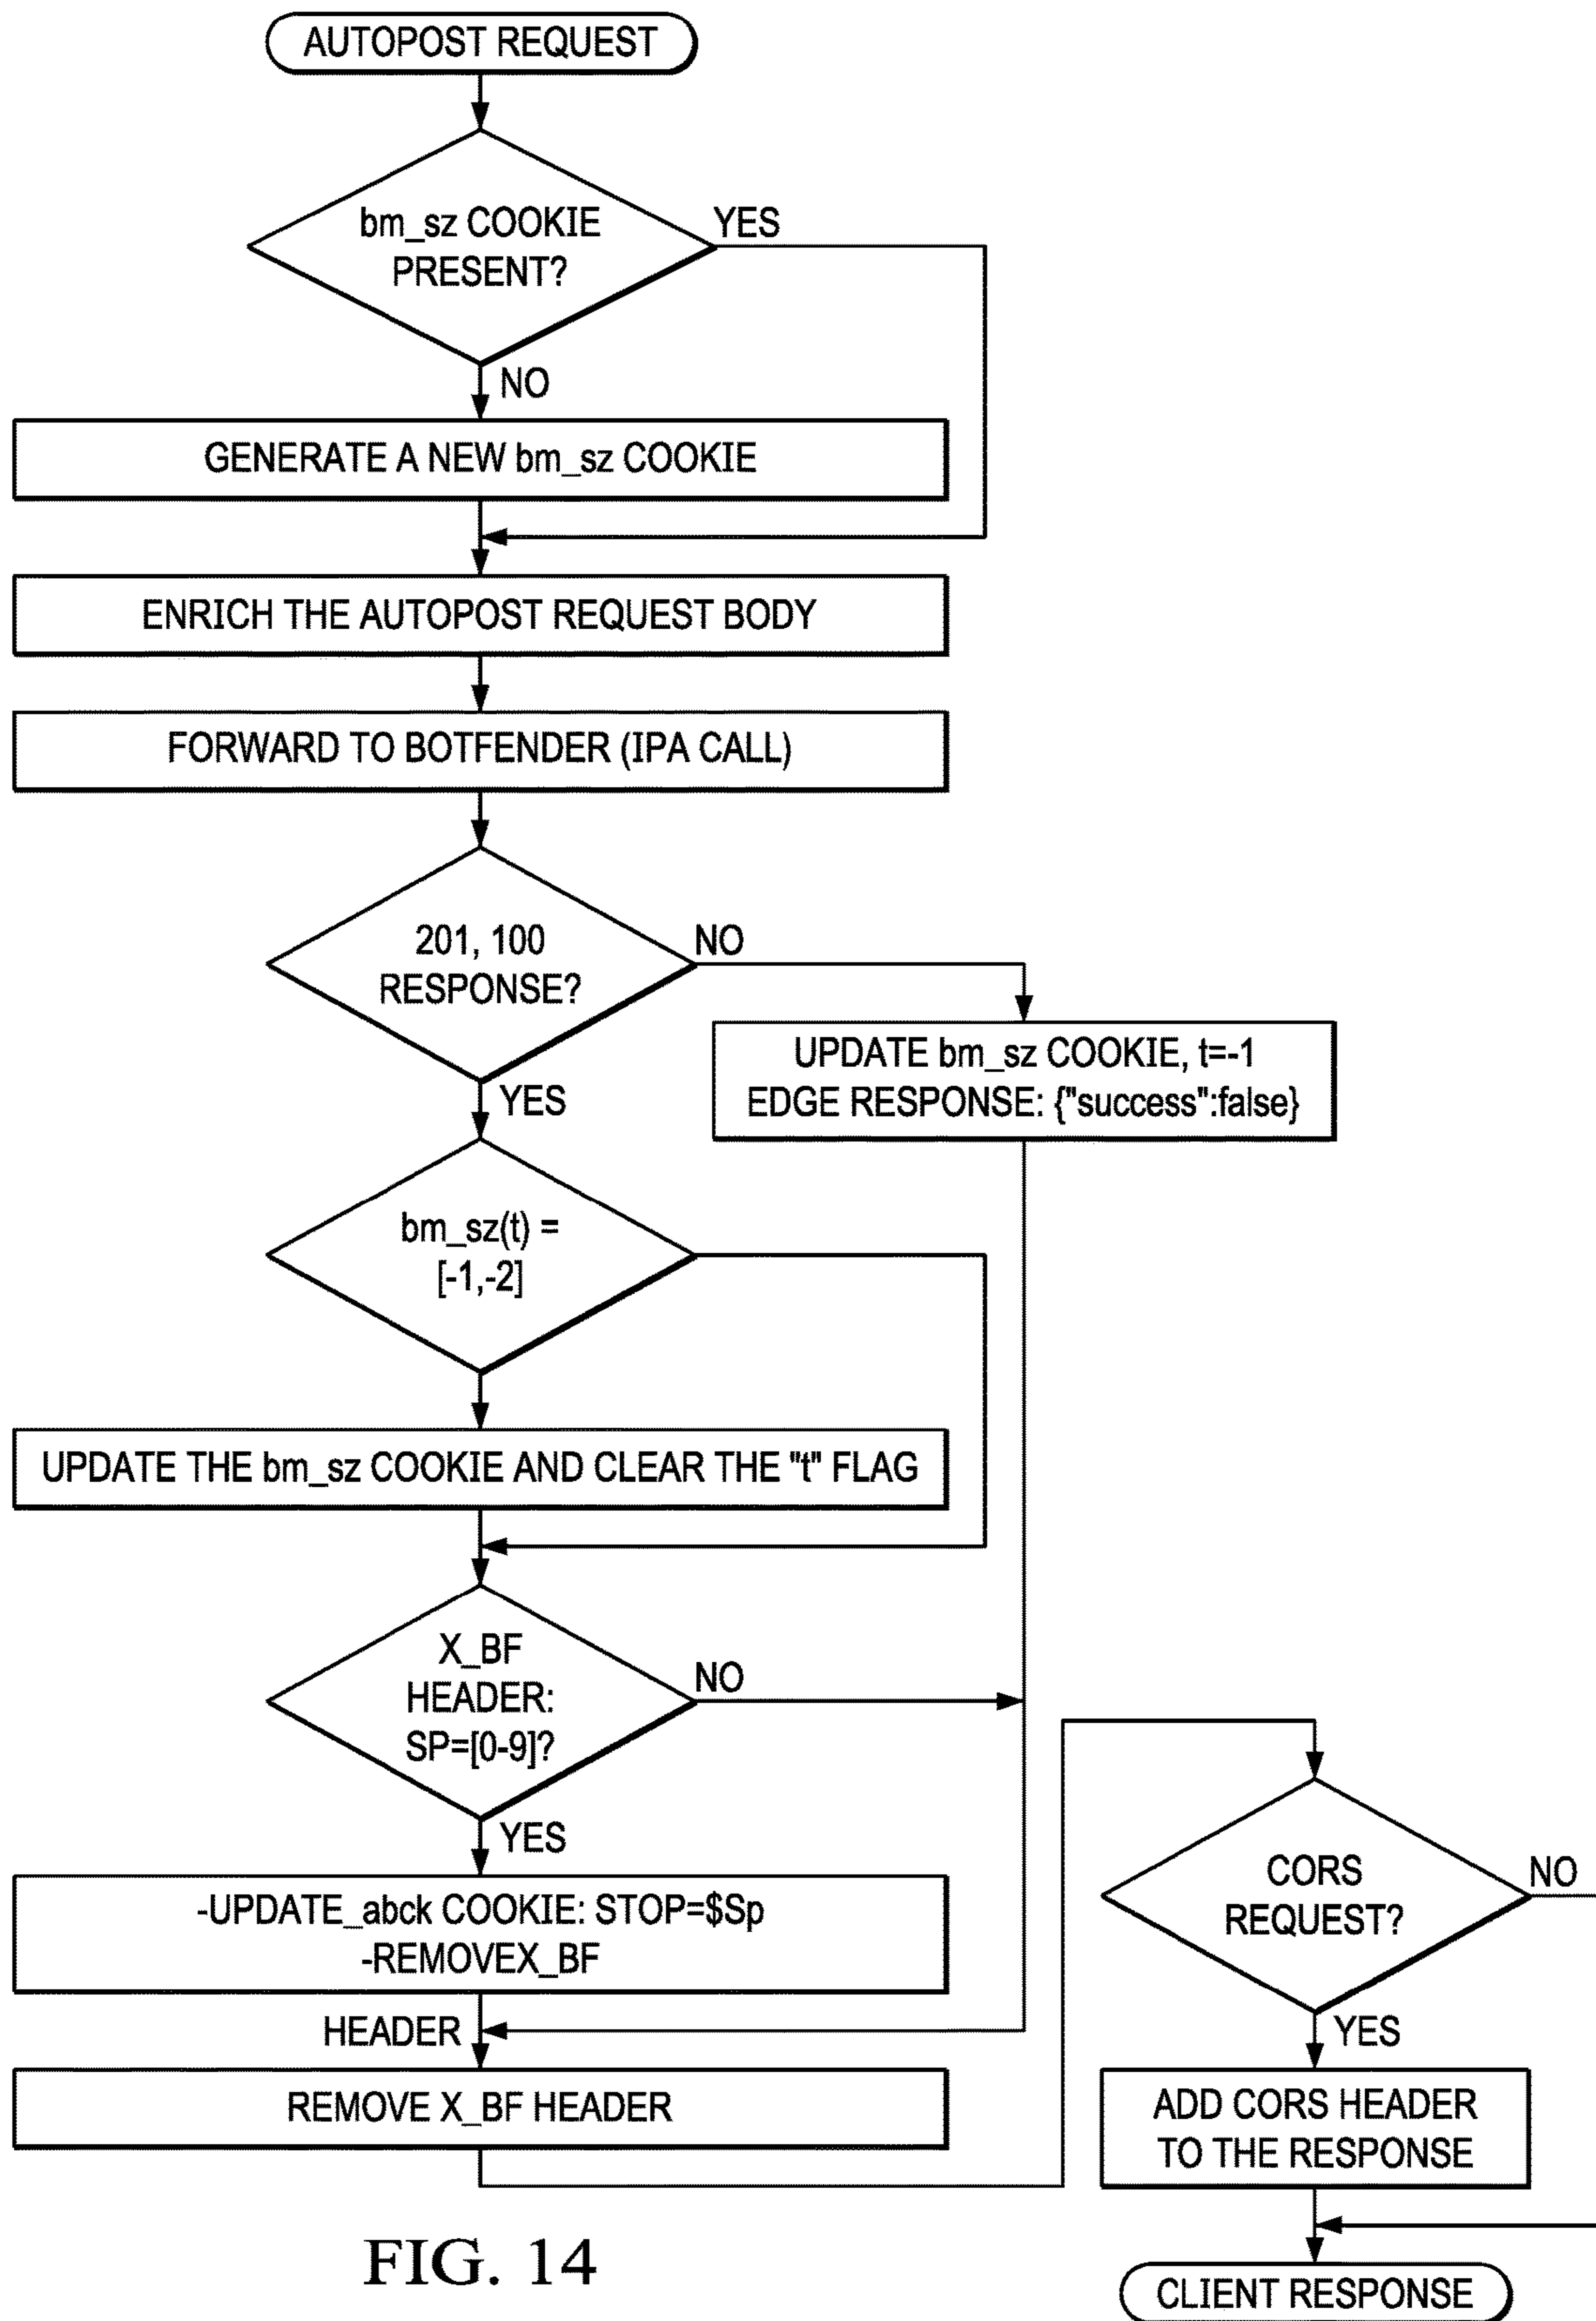 AUTOPOST REQUEST
bm_sz COOKIE
PRESENT?
YES
NO
GENERATE A NEW bm_sz COOKIE
ENRICH THE AUTOPOST REQUEST BODY
FORWARD TO BOTFENDER (IPA CALL)
201, 100
RESPONSE?
NO
YES
UPDATE bm_sz COOKIE, t=-1
EDGE RESPONSE: {"success":false}
bm_sz(t) =
[-1,-2]
UPDATE THE bm_sz COOKIE AND CLEAR THE "t" FLAG
X_BF
HEADER:
SP=[0-9]?
NO
YES
-UPDATE_abck COOKIE: STOP=$Sp
-REMOVEX_BF
HEADER
REMOVE X_BF HEADER
CORS
REQUEST?
NO
YES
ADD CORS HEADER
TO THE RESPONSE
CLIENT RESPONSE
FIG. 14